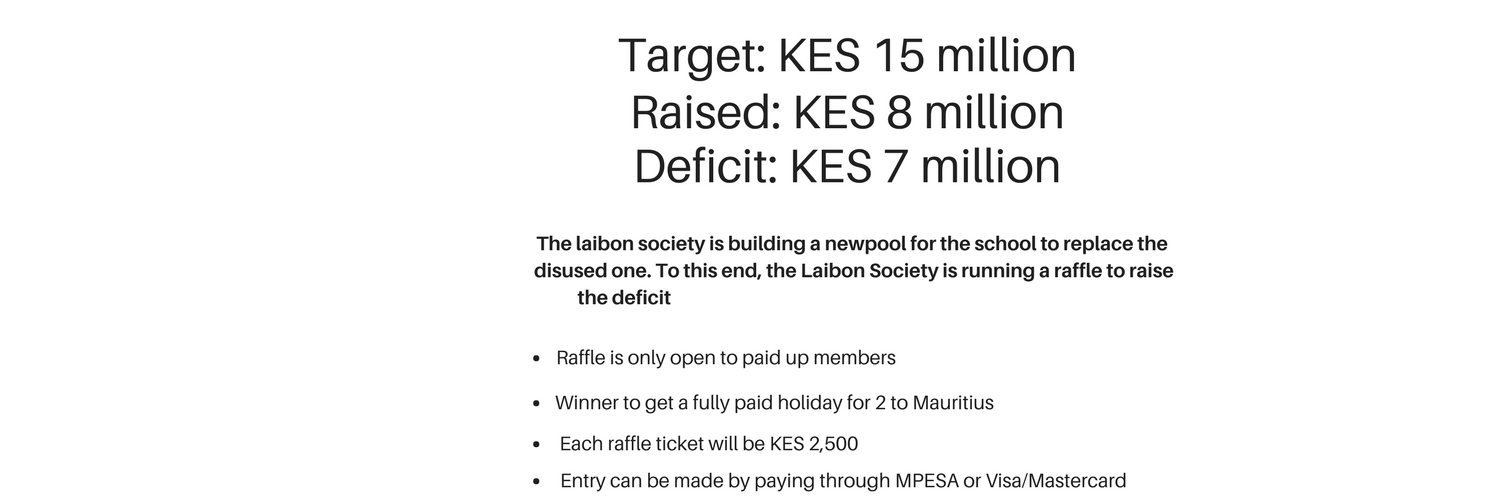 Target: KES 15 million
Raised: KES 8 million
Deficit: KES 7 million
The laibon society is building a newpool for the school to replace the
disused one. To this end, the Laibon Society is running a raffle to raise
the deficit
• Raffle is only open to paid up members
• Winner to get a fully paid holiday for 2 to Mauritius
• Each raffle ticket will be KES 2,500
• Entry can be made by paying through MPESA or Visa/Mastercard